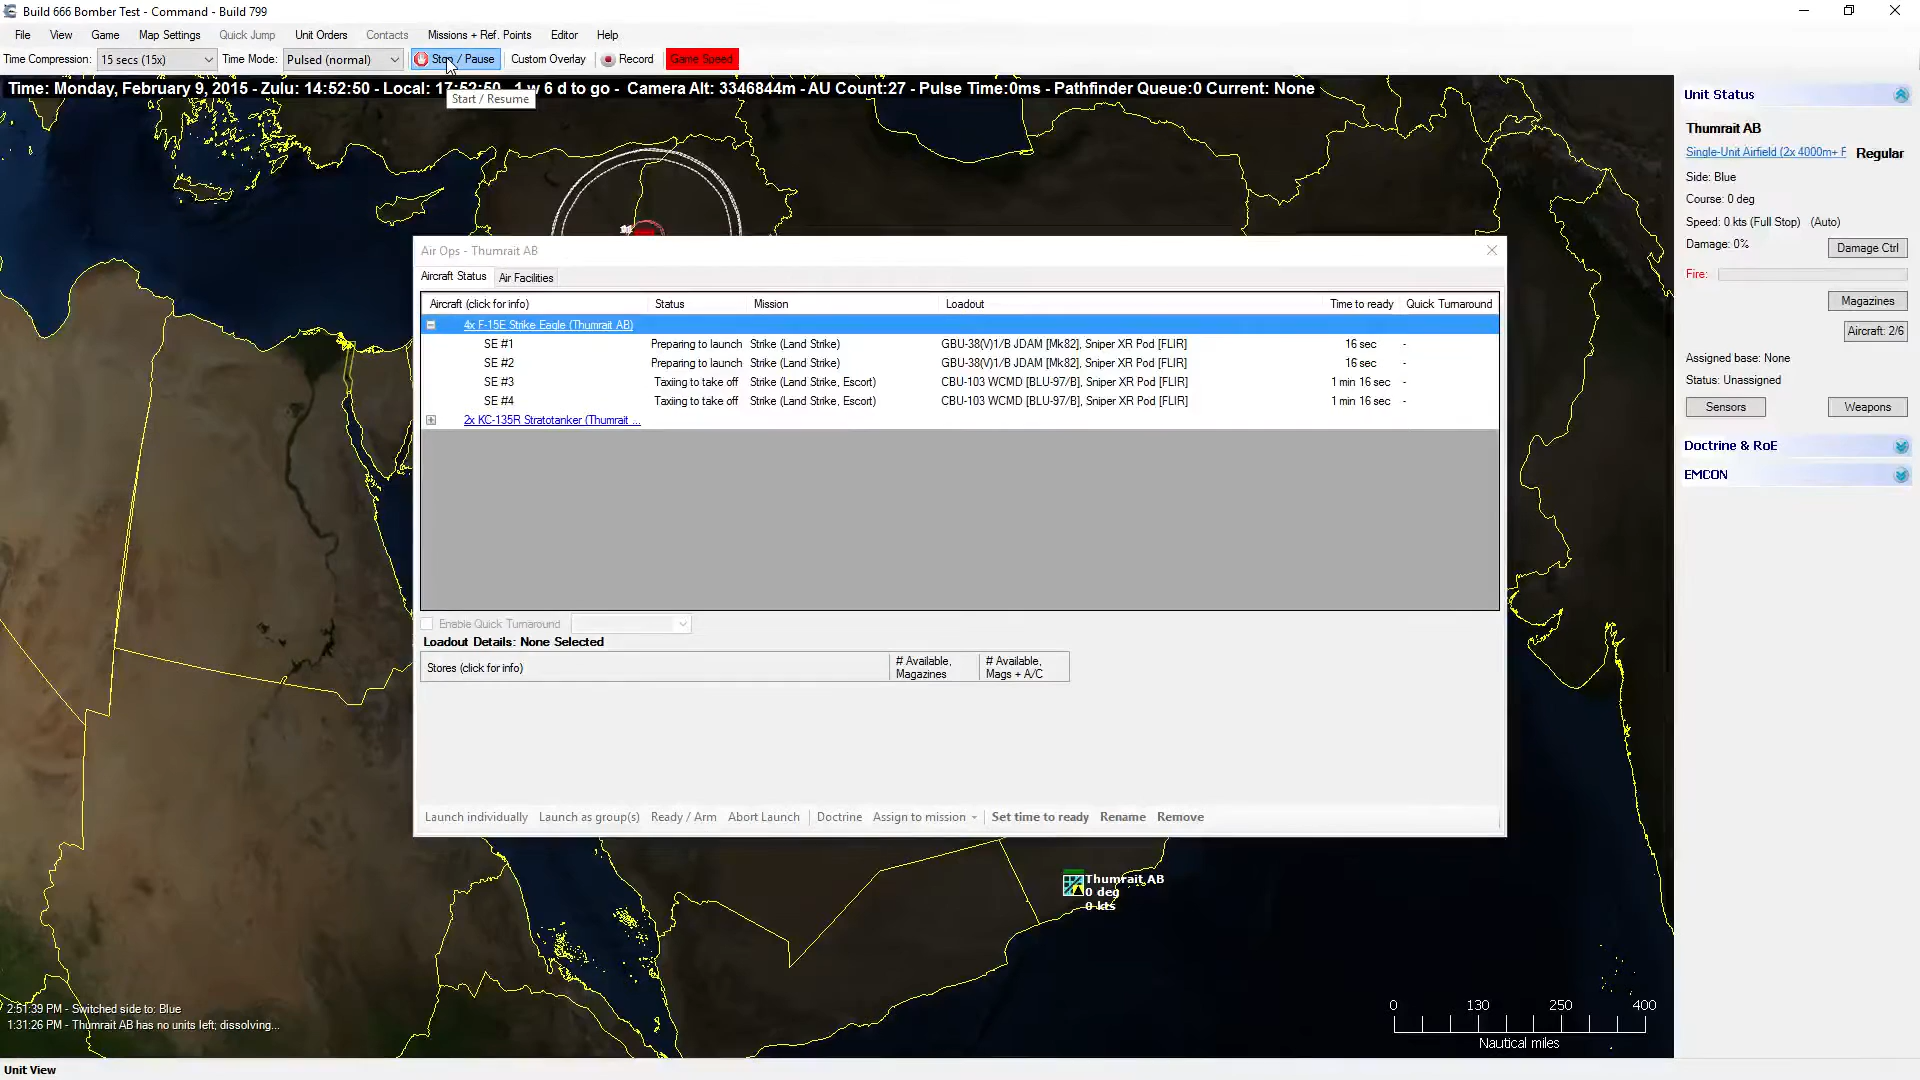 Build 666 Bomber Test - Command - Build 799
File View Game Map Settings Quick Jump Unit Orders Contacts Missions + Ref. Points Editor Help
Time Compression: 15 secs (15x) Time Mode: Pulsed (normal) Stop / Pause Custom Overlay Record Game Speed
Time: Monday, February 9, 2015 - Zulu: 14:52:50 - Local: 17:52:50 - 1 w 6 d to go - Camera Alt: 3346844m - AU Count:27 - Pulse Time:0ms - Pathfinder Queue:0 Current: None
Start / Resume
Air Ops - Thumrait AB
Aircraft Status Air Facilities
Aircraft (click for info) Status Mission Loadout Time to ready Quick Turnaround
4x F-15E Strike Eagle (Thumrait AB)
SE #1 Preparing to launch Strike (Land Strike) GBU-38(V)1/B JDAM [Mk82], Sniper XR Pod [FLIR] 16 sec -
SE #2 Preparing to launch Strike (Land Strike) GBU-38(V)1/B JDAM [Mk82], Sniper XR Pod [FLIR] 16 sec -
SE #3 Taxiing to take off Strike (Land Strike, Escort) CBU-103 WCMD [BLU-97/B], Sniper XR Pod [FLIR] 1 min 16 sec -
SE #4 Taxiing to take off Strike (Land Strike, Escort) CBU-103 WCMD [BLU-97/B], Sniper XR Pod [FLIR] 1 min 16 sec -
2x KC-135R Stratotanker (Thumrait ...
Enable Quick Turnaround
Loadout Details: None Selected
Stores (click for info) # Available, Magazines # Available, Mags + A/C
Launch individually Launch as group(s) Ready / Arm Abort Launch Doctrine Assign to mission Set time to ready Rename Remove
Thumrait AB
0 deg
0 kts
2:51:39 PM - Switched side to: Blue
1:31:26 PM - Thumrait AB has no units left; dissolving...
0 130 250 400
Nautical miles
Unit View
Unit Status
Thumrait AB
Single-Unit Airfield (2x 4000m+ F Regular
Side: Blue
Course: 0 deg
Speed: 0 kts (Full Stop) (Auto)
Damage: 0% Damage Ctrl
Fire:
Magazines
Aircraft: 2/6
Assigned base: None
Status: Unassigned
Sensors Weapons
Doctrine & RoE
EMCON